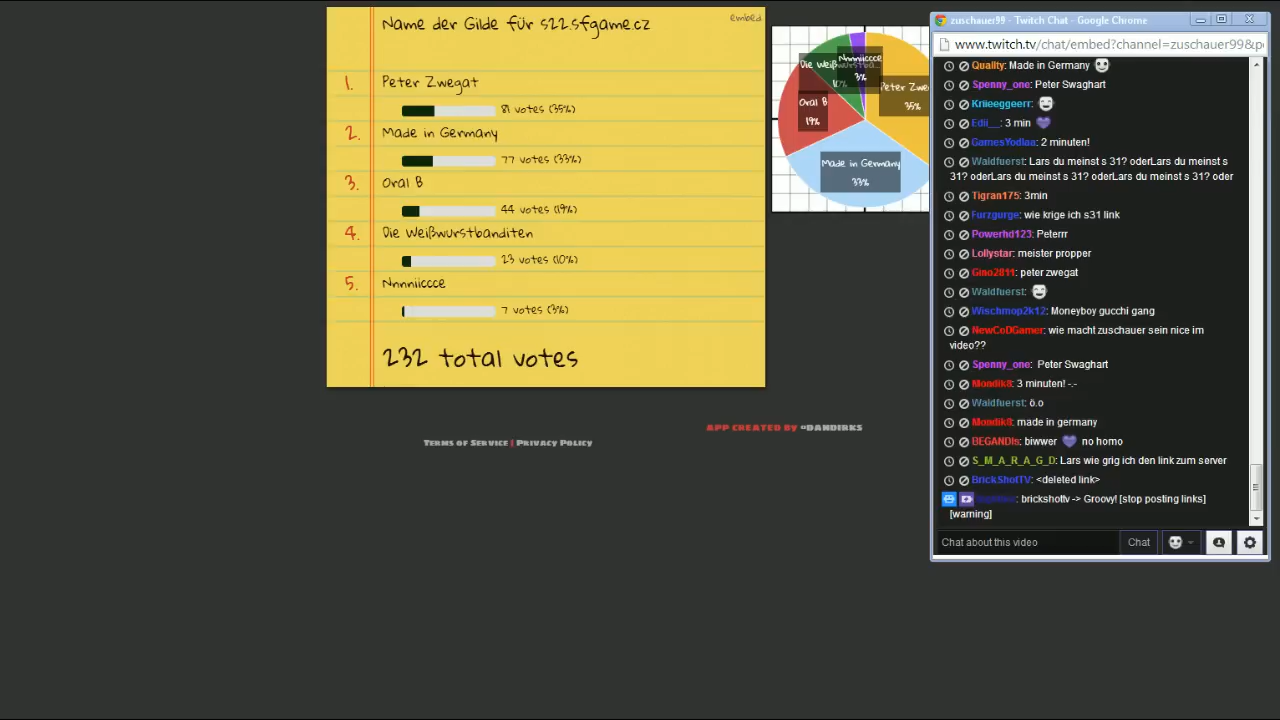 Name der Gilde für s22.sfgame.cz
embed
1. Peter Zwegat
81 votes (35%)
2. Made in Germany
77 votes (33%)
3. Oral B
44 votes (19%)
4. Die Weißwurstbanditen
23 votes (10%)
5. Nnnniiccce
7 votes (3%)
232 total votes
Terms of Service | Privacy Policy
App created by @dandirks
Nnnniiccce
3%
10%
Oral B
19%
35%
Made in Germany
33%
zuschauer99 - Twitch Chat - Google Chrome
www.twitch.tv/chat/embed?channel=zuschauer99&p
Quality: Made in Germany
Spenny_one: Peter Swaghart
Kriieeggeerr:
Edii__: 3 min
GamesYodlaa: 2 minuten!
Waldfuerst: Lars du meinst s 31? oderLars du meinst s
31? oderLars du meinst s 31? oderLars du meinst s 31? oder
Tigran175: 3min
Furzgurge: wie krige ich s31 link
Powerhd123: Peterrr
Lollystar: meister propper
Gino2811: peter zwegat
Waldfuerst:
Wischmop2k12: Moneyboy gucchi gang
NewCoDGamer: wie macht zuschauer sein nice im
video??
Spenny_one: Peter Swaghart
Mondik8: 3 minuten! -.-
Waldfuerst: ö.o
Mondik8: made in germany
BEGANDIs: biwwer no homo
S_M_A_R_A_G_D: Lars wie grig ich den link zum server
BrickShotTV: <deleted link>
: brickshottv -> Groovy! [stop posting links]
[warning]
Chat about this video
Chat